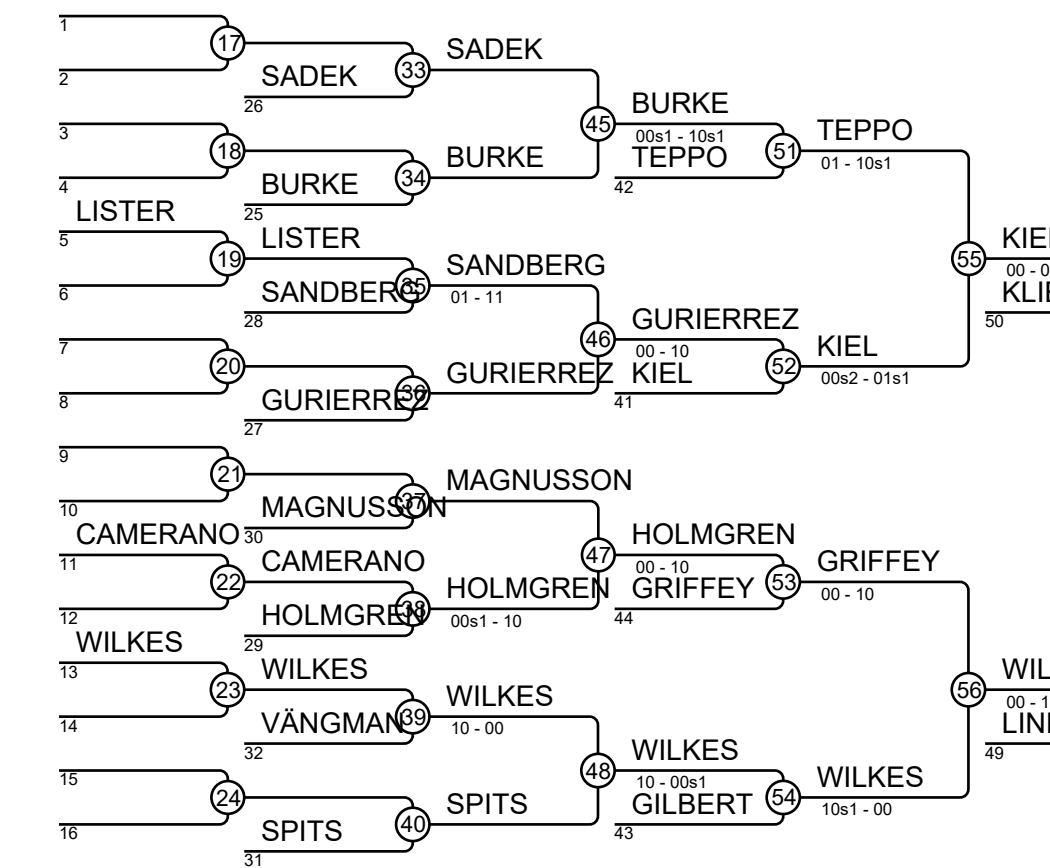 1
17
2
SADEK
26
33
SADEK
3
18
4
BURKE
25
34
BURKE
45
BURKE
00s1 - 10s1
TEPPO
42
51
TEPPO
01 - 10s1
LISTER
5
19
6
LISTER
SANDBERG
28
35
SANDBERG
01 - 11
7
20
8
GURIERREZ
27
36
GURIERREZ
46
GURIERREZ
00 - 10
KIEL
41
52
KIEL
00s2 - 01s1
55
50
9
21
10
MAGNUSSON
30
37
MAGNUSSON
CAMERANO
11
22
12
CAMERANO
HOLMGREN
29
38
HOLMGREN
00s1 - 10
47
HOLMGREN
00 - 10
GRIFFEY
44
53
GRIFFEY
00 - 10
WILKES
13
23
14
WILKES
VÄNGMAN
32
39
WILKES
10 - 00
15
24
16
SPITS
31
40
SPITS
48
WILKES
10 - 00s1
GILBERT
43
54
WILKES
10s1 - 00
56
49